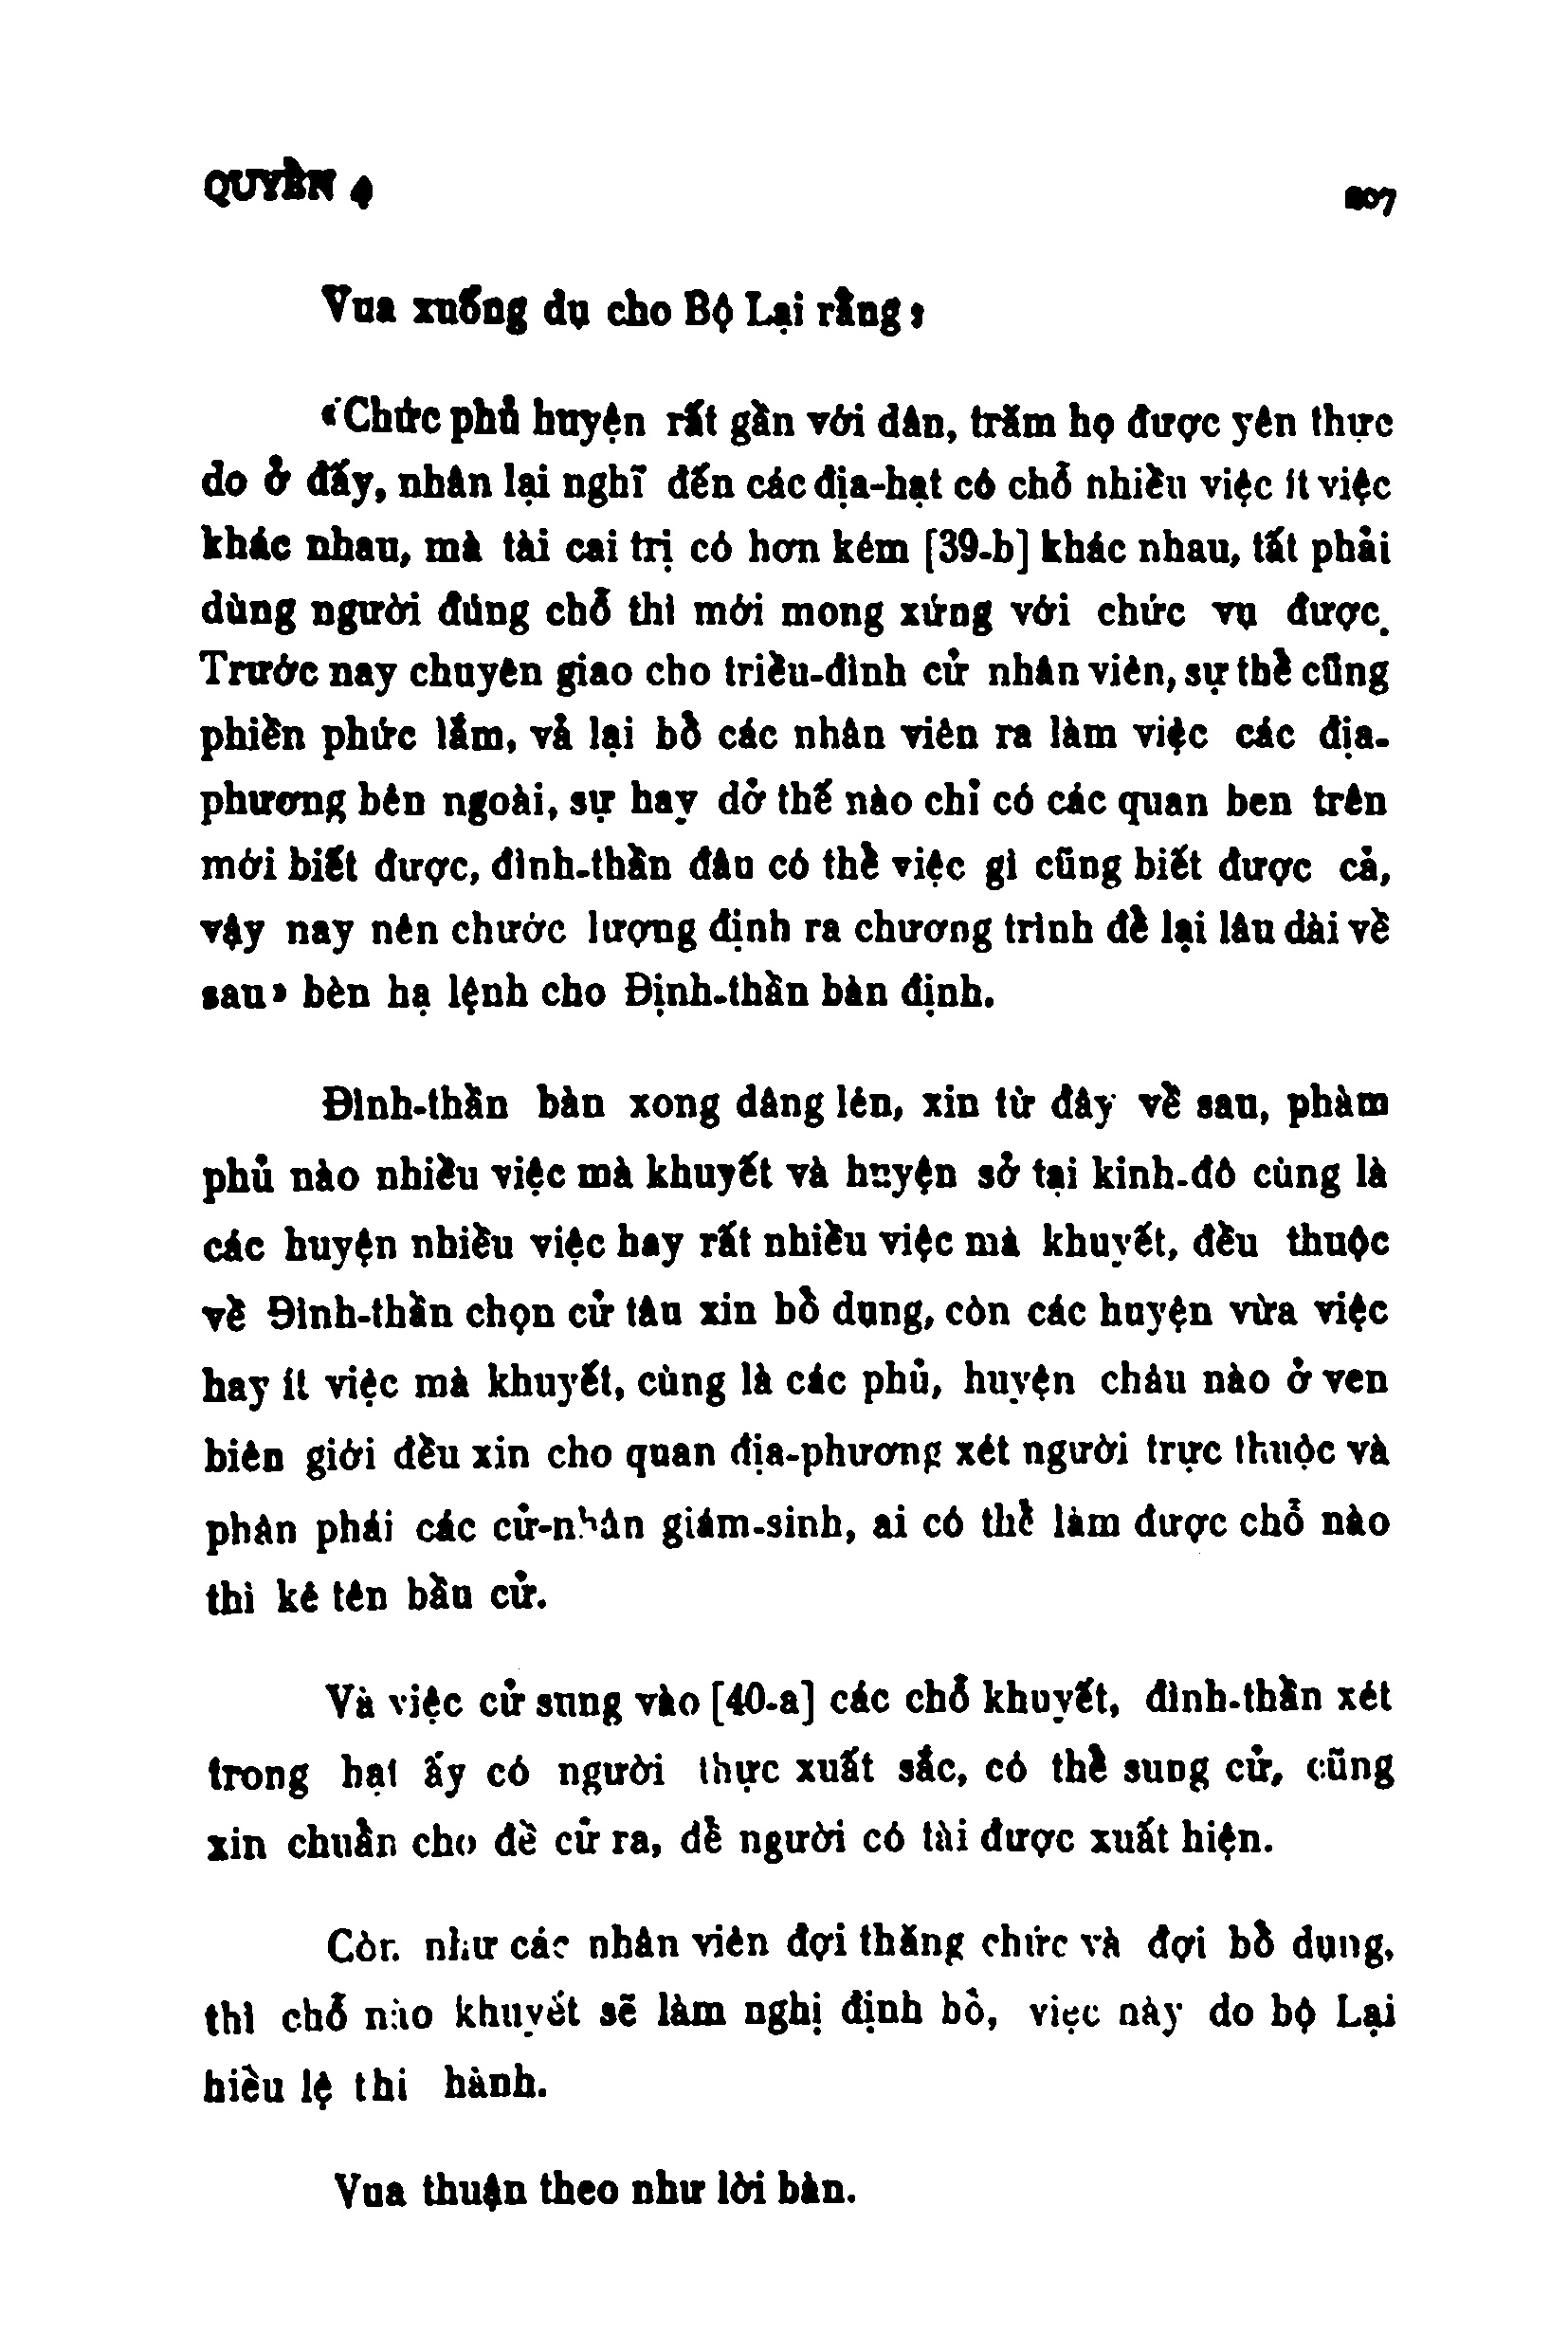 QUYỂN 4
207
Vua xuống dụ cho Bộ Lại rằng :
«Chức phủ huyện rất gần với dân, trăm họ được yên thực
do ở đấy, nhân lại nghĩ đến các địa-hạt có chỗ nhiều việc ít việc
khác nhau, mà tài cai trị có hơn kém [39-b] khác nhau, tất phải
dùng người đúng chỗ thì mới mong xứng với chức vụ được.
Trước nay chuyên giao cho triều-đình cử nhân viên, sự thể cũng
phiền phức lắm, vả lại bổ các nhân viên ra làm việc các địa-
phương bên ngoài, sự hay dở thế nào chỉ có các quan ben trên
mới biết được, đình-thần đâu có thể việc gì cũng biết được cả,
vậy nay nên chước lượng định ra chương trình để lại lâu dài về
sau» bèn hạ lệnh cho Định-thần bàn định.
Đình-thần bàn xong dâng lên, xin từ đây về sau, phàm
phủ nào nhiều việc mà khuyết và huyện sở tại kinh-đô cùng là
các huyện nhiều việc hay rất nhiều việc mà khuyết, đều thuộc
về Đình-thần chọn cử tâu xin bổ dụng, còn các huyện vừa việc
hay ít việc mà khuyết, cùng là các phủ, huyện châu nào ở ven
biên giới đều xin cho quan địa-phương xét người trực thuộc và
phân phái các cử-nhân giám-sinh, ai có thể làm được chỗ nào
thì kê tên bầu cử.
Và việc cử sung vào [40-a] các chỗ khuyết, đình-thần xét
trong hạt ấy có người thực xuất sắc, có thể sung cử, cũng
xin chuẩn cho đề cử ra, dể người có tài được xuất hiện.
Còn như các nhân viên đợi thăng chức và đợi bổ dụng,
thì chỗ nào khuyết sẽ làm nghị định bổ, việc này do bộ Lại
hiểu lệ thi hành.
Vua thuận theo như lời bàn.